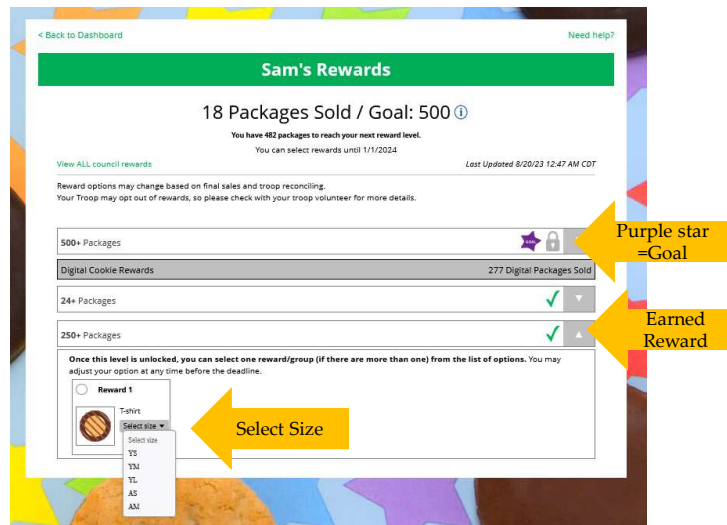 < Back to Dashboard
Need help?
Sam's Rewards
18 Packages Sold / Goal: 500 i
You have 482 packages to reach your next reward level.
You can select rewards until 1/1/2024
View ALL council rewards
Last Updated 8/20/23 12:47 AM CDT
Reward options may change based on final sales and troop reconciling.
Your Troop may opt out of rewards, so please check with your troop volunteer for more details.
500+ Packages
GOAL
Purple star
=Goal
Digital Cookie Rewards
277 Digital Packages Sold
24+ Packages
250+ Packages
Earned
Reward
Once this level is unlocked, you can select one reward/group (if there are more than one) from the list of options. You may
adjust your option at any time before the deadline.
Reward 1
T-shirt
Select size
Select Size
Select size
YS
YM
YL
AS
AM